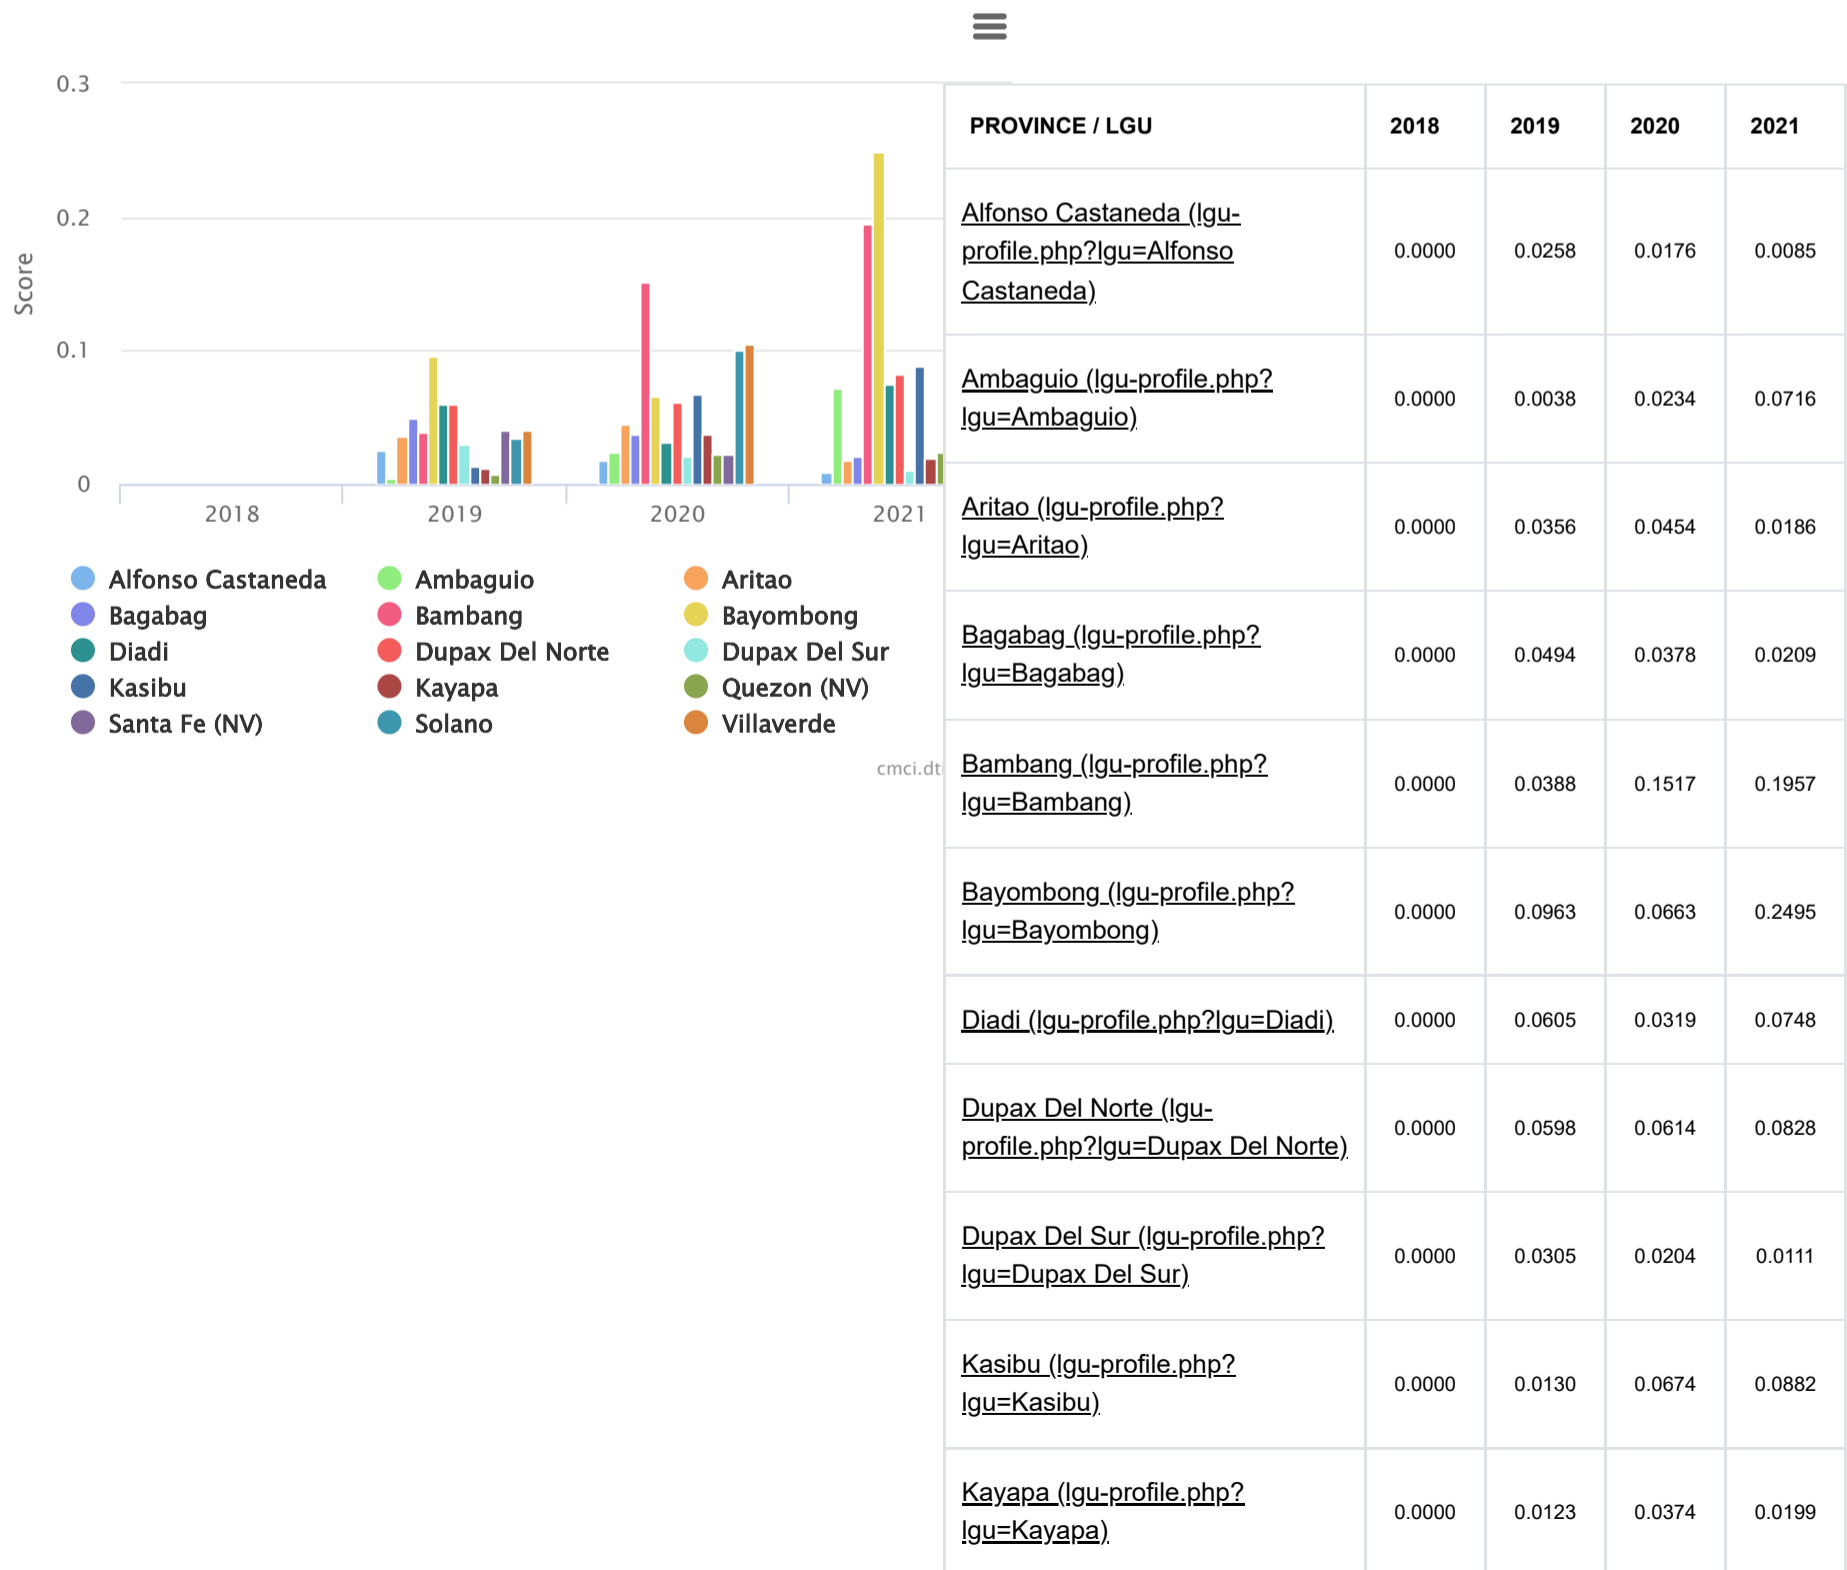 0.3
0.2
0.1
0
Score
2018 2019 2020 2021
Alfonso Castaneda Ambaguio Aritao
Bagabag Bambang Bayombong
Diadi Dupax Del Norte Dupax Del Sur
Kasibu Kayapa Quezon (NV)
Santa Fe (NV) Solano Villaverde
cmci.dti
PROVINCE / LGU 2018 2019 2020 2021
Alfonso Castaneda (lgu-
profile.php?lgu=Alfonso 0.0000 0.0258 0.0176 0.0085
Castaneda)
Ambaguio (lgu-profile.php?
lgu=Ambaguio) 0.0000 0.0038 0.0234 0.0716
Aritao (lgu-profile.php?
lgu=Aritao) 0.0000 0.0356 0.0454 0.0186
Bagabag (lgu-profile.php?
lgu=Bagabag) 0.0000 0.0494 0.0378 0.0209
Bambang (lgu-profile.php?
lgu=Bambang) 0.0000 0.0388 0.1517 0.1957
Bayombong (lgu-profile.php?
lgu=Bayombong) 0.0000 0.0963 0.0663 0.2495
Diadi (lgu-profile.php?lgu=Diadi) 0.0000 0.0605 0.0319 0.0748
Dupax Del Norte (lgu-
profile.php?lgu=Dupax Del Norte) 0.0000 0.0598 0.0614 0.0828
Dupax Del Sur (lgu-profile.php?
lgu=Dupax Del Sur) 0.0000 0.0305 0.0204 0.0111
Kasibu (lgu-profile.php?
lgu=Kasibu) 0.0000 0.0130 0.0674 0.0882
Kayapa (lgu-profile.php?
lgu=Kayapa) 0.0000 0.0123 0.0374 0.0199